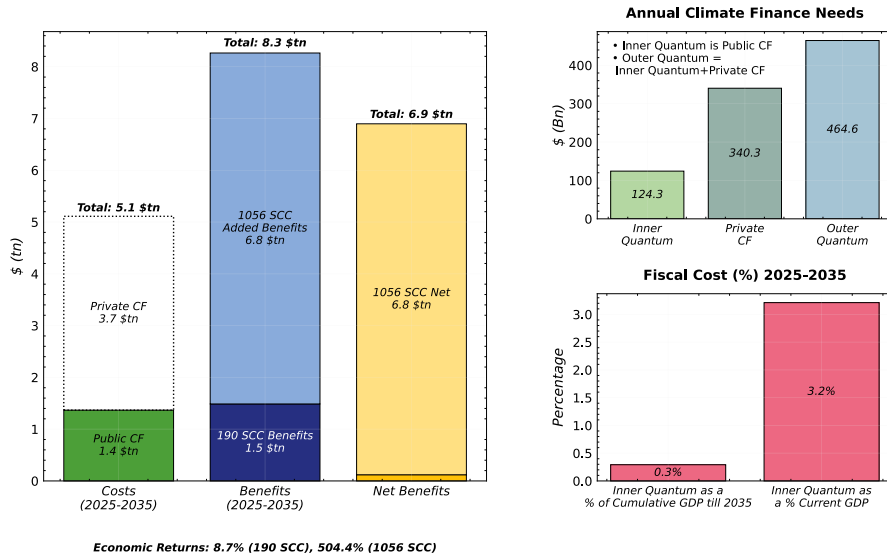 Total: 8.3 $tn
Total: 6.9 $tn
Total: 5.1 $tn
1056 SCC
Added Benefits
6.8 $tn
Private CF
3.7 $tn
1056 SCC Net
6.8 $tn
Public CF
1.4 $tn
190 SCC Benefits
1.5 $tn
$ (tn)
8
7
6
5
4
3
2
1
0
Costs
(2025-2035)
Benefits
(2025-2035)
Net Benefits
Economic Returns: 8.7% (190 SCC), 504.4% (1056 SCC)
Annual Climate Finance Needs
• Inner Quantum is Public CF
• Outer Quantum =
Inner Quantum+Private CF
$ (Bn)
400
300
200
100
0
124.3
340.3
464.6
Inner
Quantum
Private
CF
Outer
Quantum
Fiscal Cost (%) 2025-2035
Percentage
3.0
2.5
2.0
1.5
1.0
0.5
0.0
0.3%
3.2%
Inner Quantum as a
% of Cumulative GDP till 2035
Inner Quantum as
a % Current GDP